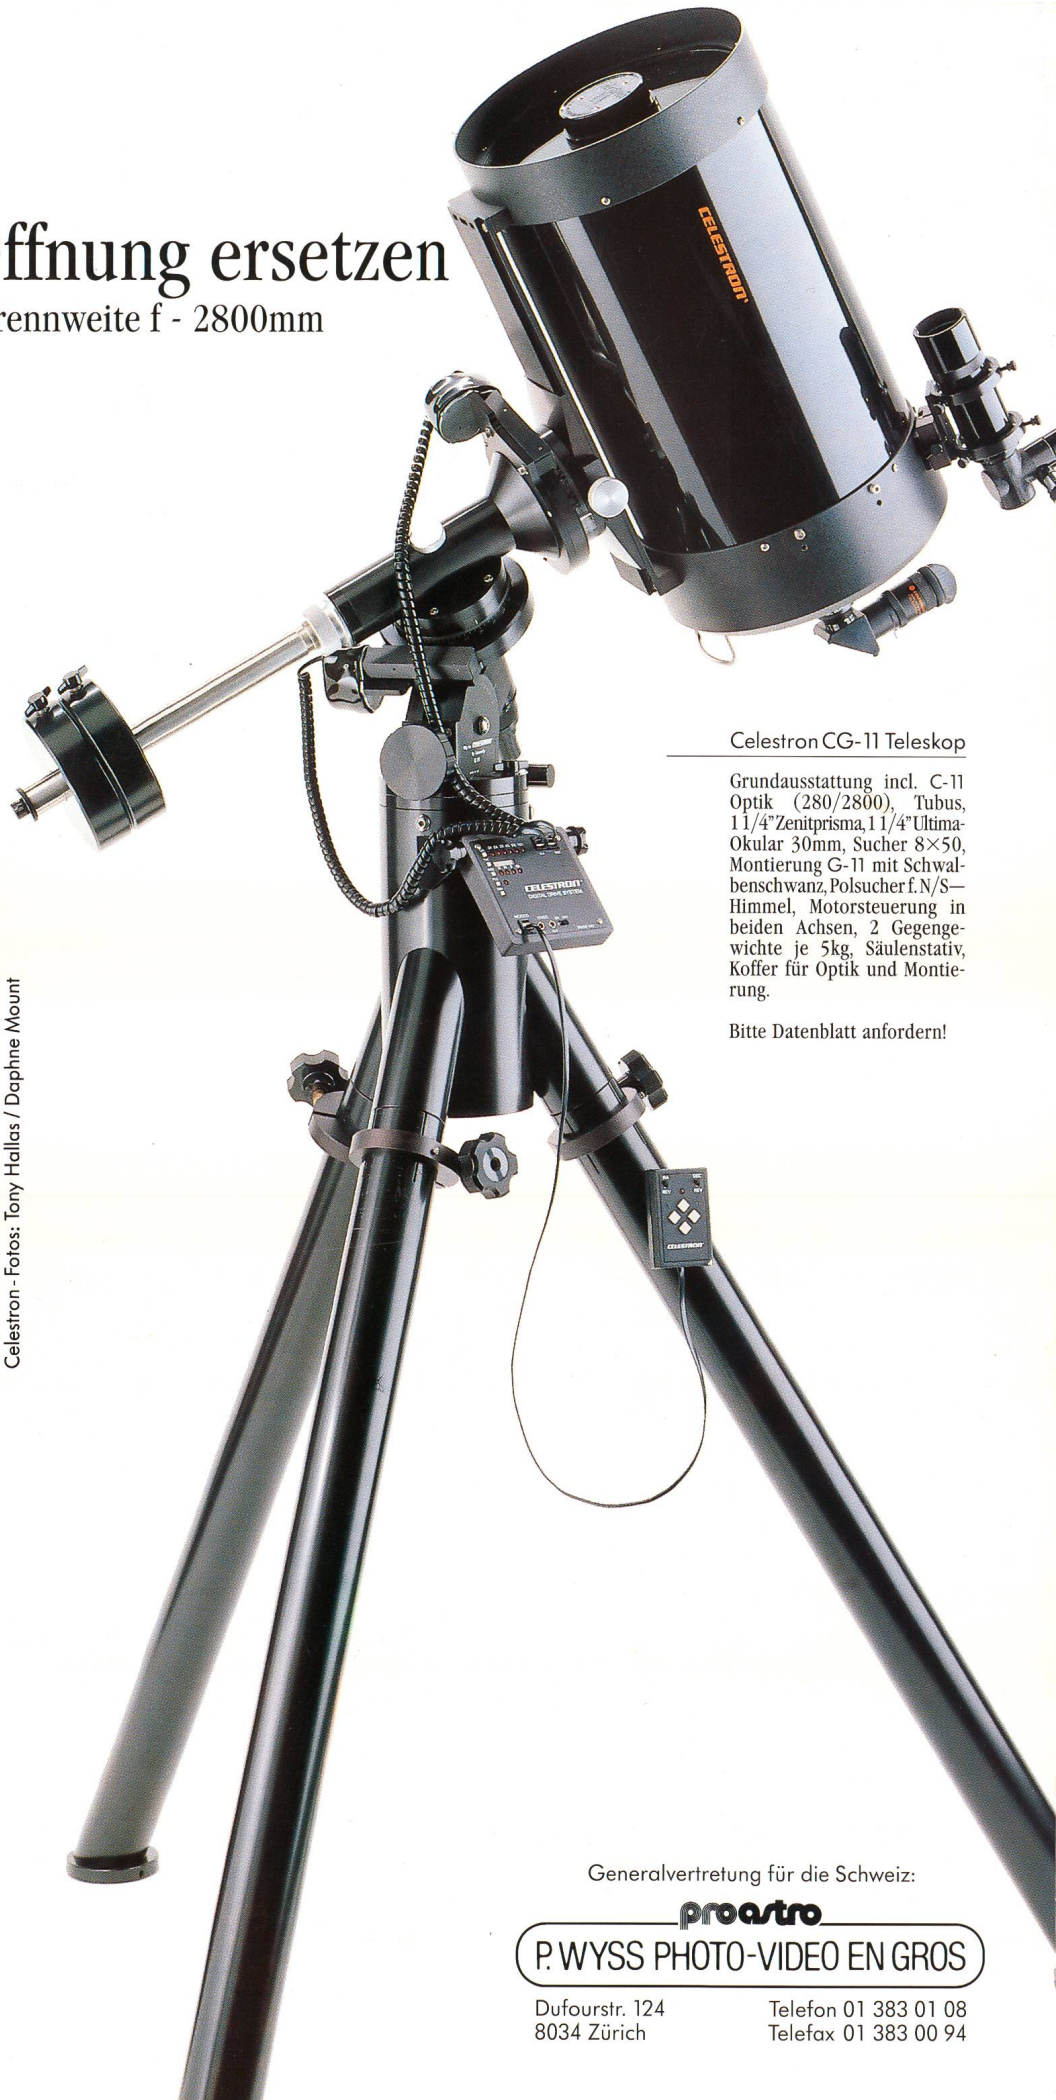 ffnung ersetzen
rennweite f - 2800mm
CELESTRON
Celestron CG-11 Teleskop
Grundausstattung incl. C-11
Optik (280/2800), Tubus,
1 1/4" Zenitprisma, 1 1/4" Ultima-
Okular 30mm, Sucher 8×50,
Montierung G-11 mit Schwal-
benschwanz, Polsucher f. N/S–
Himmel, Motorsteuerung in
beiden Achsen, 2 Gegenge-
wichte je 5kg, Säulenstativ,
Koffer für Optik und Montie-
rung.
Bitte Datenblatt anfordern!
CELESTRON
DIGITAL DRIVE SYSTEM
REV REV
CELESTRON
Celestron - Fotos: Tony Hallas / Daphne Mount
Generalvertretung für die Schweiz:
proastro
P. WYSS PHOTO-VIDEO EN GROS
Dufourstr. 124
8034 Zürich
Telefon 01 383 01 08
Telefax 01 383 00 94